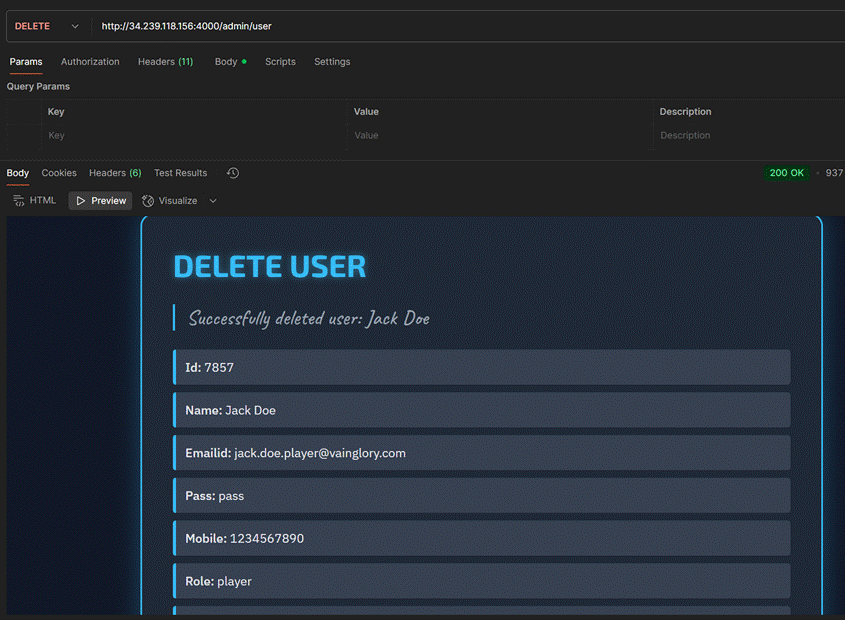 DELETE http://34.239.118.156:4000/admin/user
Params Authorization Headers (11) Body Scripts Settings
Query Params
Key Value Description
Key Value Description
Body Cookies Headers (6) Test Results 200 OK • 937
HTML Preview Visualize
DELETE USER
Successfully deleted user: Jack Doe
Id: 7857
Name: Jack Doe
Emailid: jack.doe.player@vainglory.com
Pass: pass
Mobile: 1234567890
Role: player